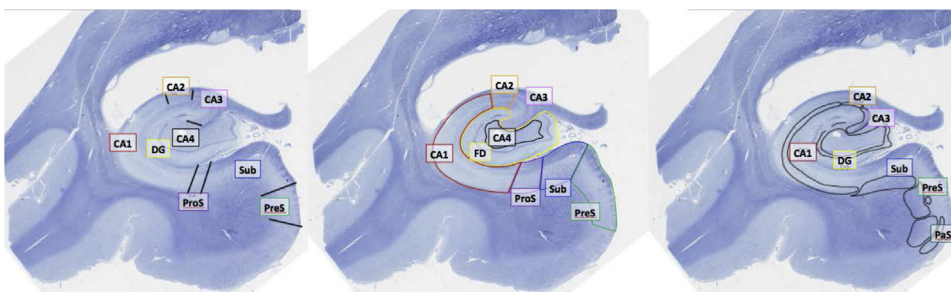 CA2
CA3
CA1
DG
CA4
Sub
ProS
PreS
CA2
CA3
CA4
CA1
FD
ProS
Sub
PreS
CA2
CA3
CA1
DG
Sub
PreS
PaS